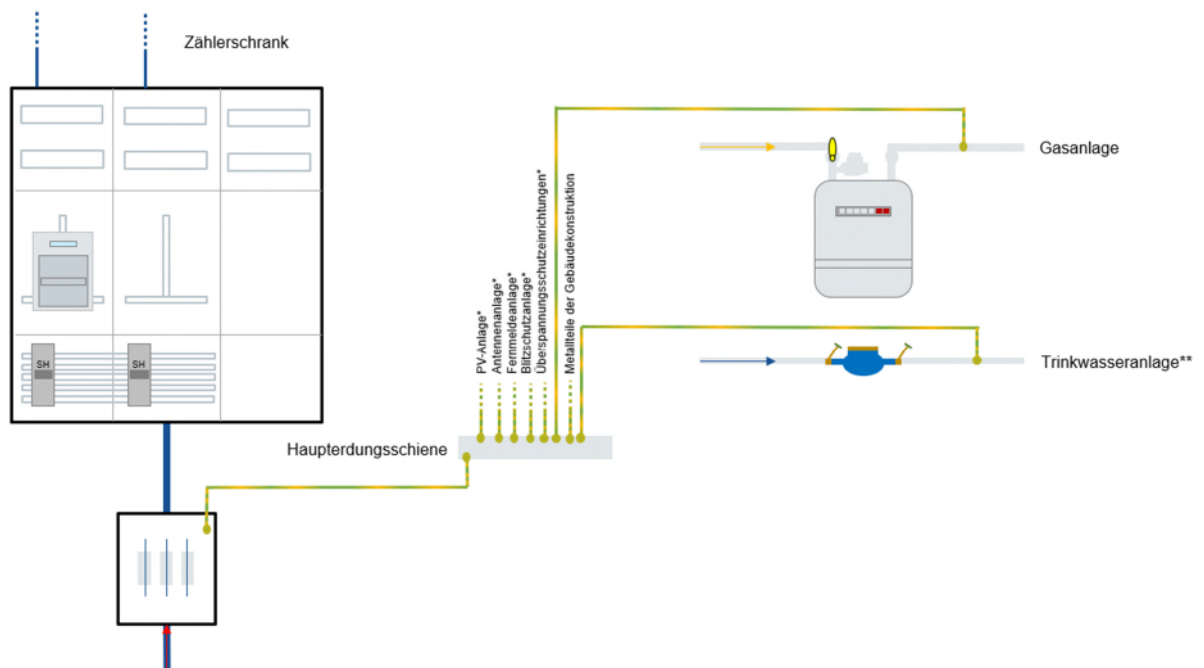 Zählerschrank
Gasanlage
PV-Anlage*
Antennenanlage*
Fernmeldeanlage*
Blitzschutzanlage*
Überspannungsschutzeinrichtungen*
Metallteile der Gebäudekonstruktion
SH
SH
Trinkwasseranlage**
Haupterdungsschiene